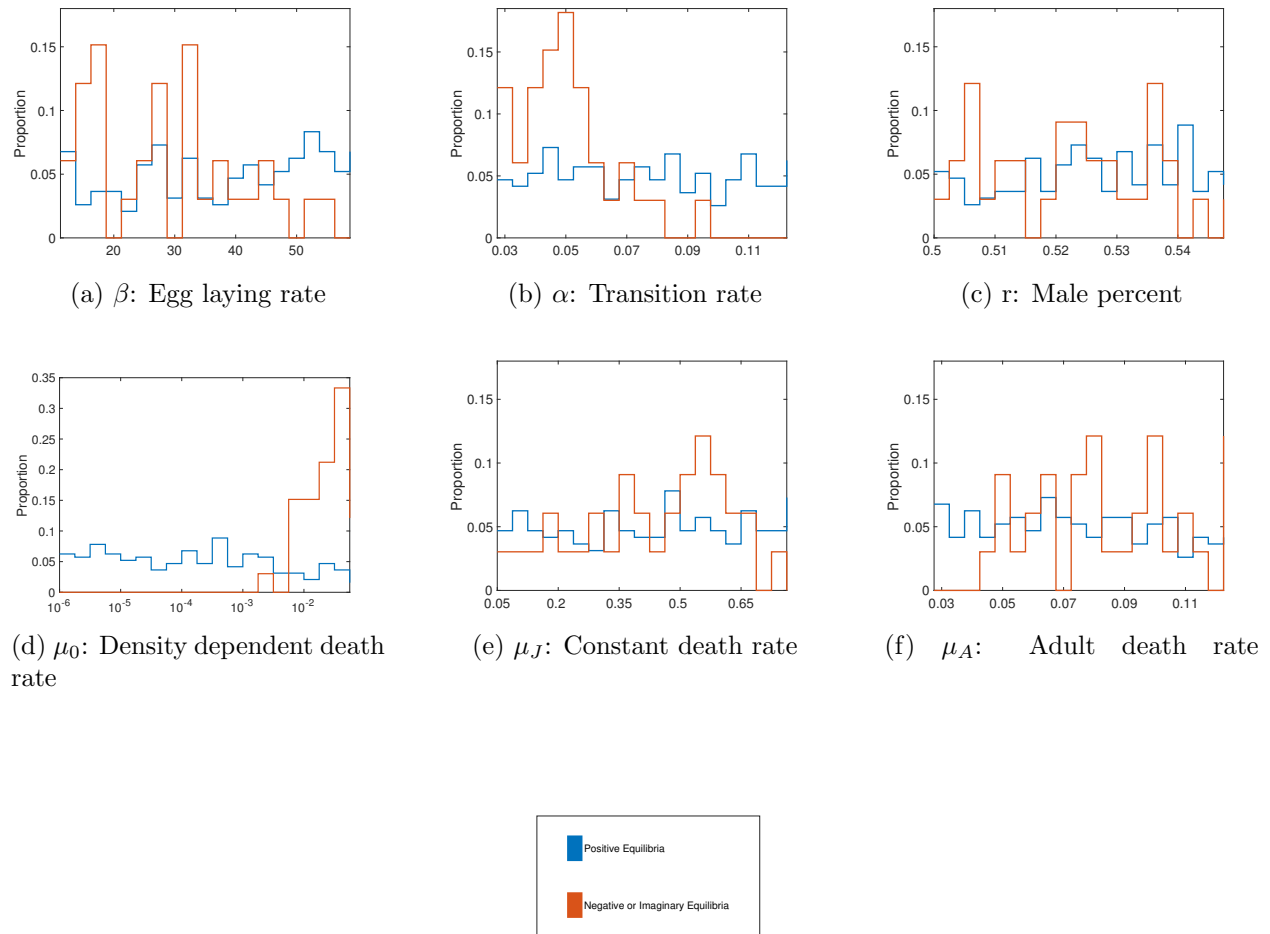 0.15
0.1
0.05
0
Proportion
20 30 40 50
(a) β: Egg laying rate
0.15
0.1
0.05
0
Proportion
0.03 0.05 0.07 0.09 0.11
(b) α: Transition rate
0.15
0.1
0.05
0
Proportion
0.5 0.51 0.52 0.53 0.54
(c) r: Male percent
0.35
0.3
0.25
0.2
0.15
0.1
0.05
0
Proportion
10-6 10-5 10-4 10-3 10-2
(d) μ0: Density dependent death
rate
0.15
0.1
0.05
0
Proportion
0.05 0.2 0.35 0.5 0.65
(e) μJ: Constant death rate
0.15
0.1
0.05
0
Proportion
0.03 0.05 0.07 0.09 0.11
(f) μA: Adult death rate
Positive Equilibria
Negative or Imaginary Equilibria